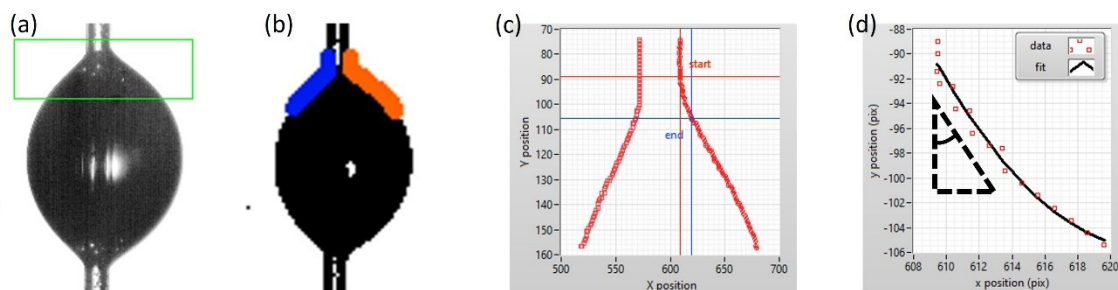 (a)
(b)
(c)
70
80
90
100
110
120
130
140
150
160
Y position
start
end
500
550
600
650
700
X position
(d)
-88
-90
-92
-94
-96
-98
-100
-102
-104
-106
y position (pix)
data
fit
608
610
612
614
616
618
620
x position (pix)